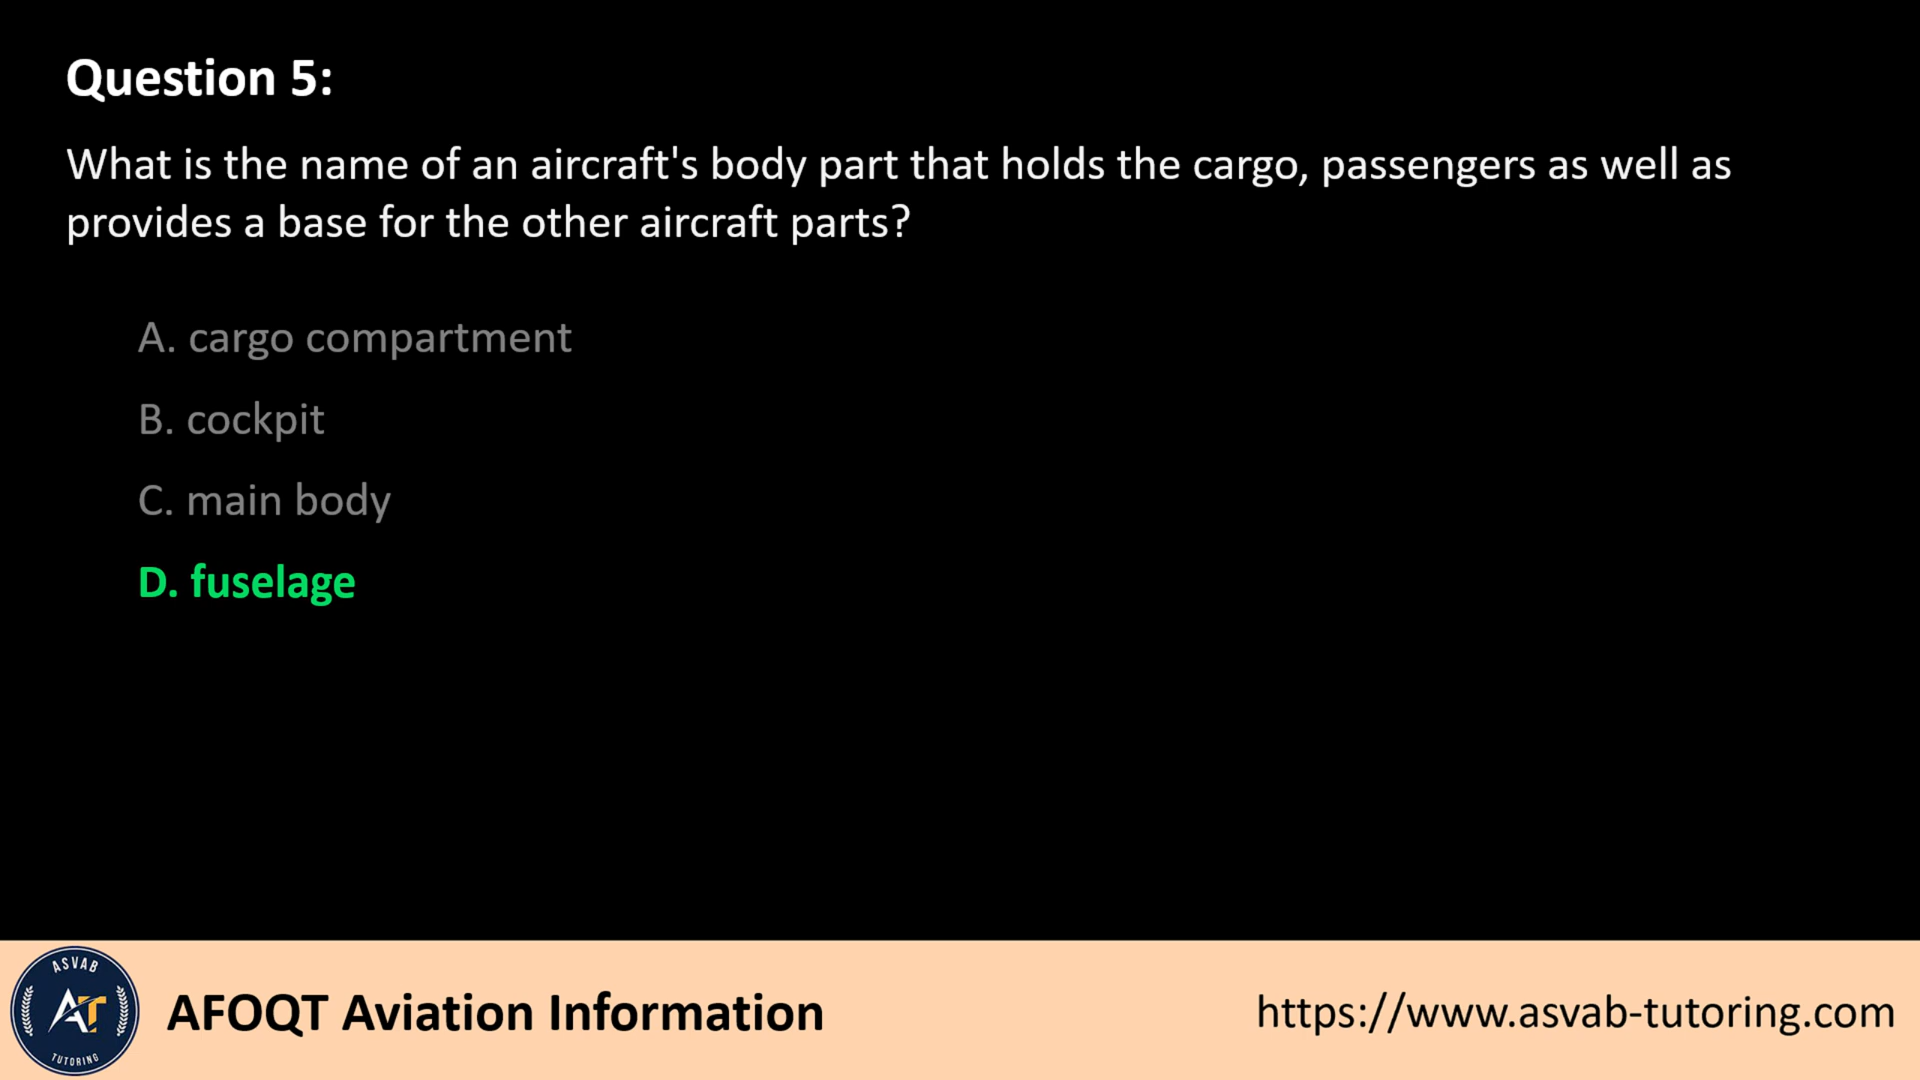 Question 5:
What is the name of an aircraft's body part that holds the cargo, passengers as well as
provides a base for the other aircraft parts?
A. cargo compartment
B. cockpit
C. main body
D. fuselage
ASVAB
AT
TUTORING
AFOQT Aviation Information
https://www.asvab-tutoring.com